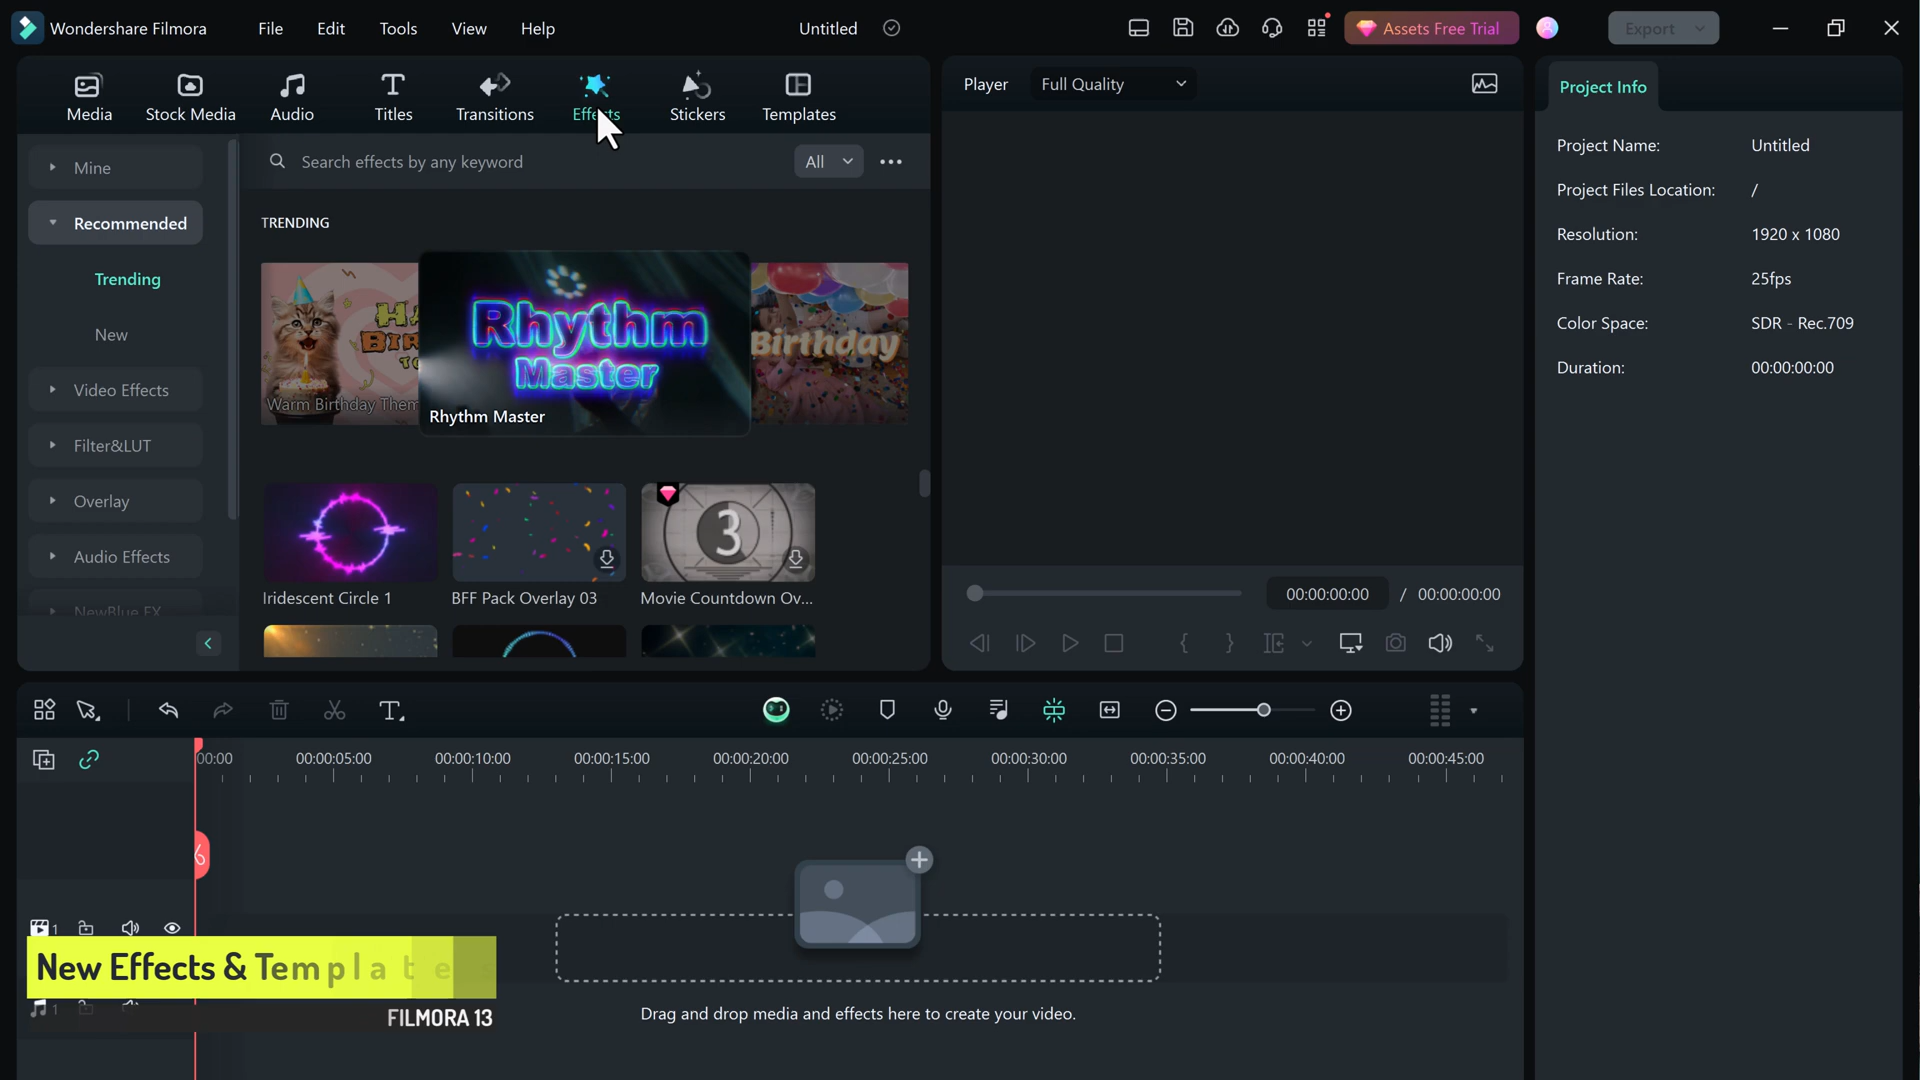 Wondershare Filmora
File
Edit
Tools
View
Help
Untitled
Assets Free Trial
Export
Media
Stock Media
Audio
Titles
Transitions
Effects
Stickers
Templates
Player
Full Quality
Project Info
Mine
Recommended
Trending
New
Video Effects
Filter&LUT
Overlay
Audio Effects
NewBlue FX
Search effects by any keyword
All
TRENDING
Warm Birthday Them
Rhythm
Master
Rhythm Master
Birthday
3
Iridescent Circle 1
BFF Pack Overlay 03
Movie Countdown Ov...
00:00:00:00 / 00:00:00:00
Project Name: Untitled
Project Files Location: /
Resolution: 1920 x 1080
Frame Rate: 25fps
Color Space: SDR - Rec.709
Duration: 00:00:00:00
00:00
00:00:05:00
00:00:10:00
00:00:15:00
00:00:20:00
00:00:25:00
00:00:30:00
00:00:35:00
00:00:40:00
00:00:45:00
1
1
New Effects & Template
FILMORA 13
Drag and drop media and effects here to create your video.